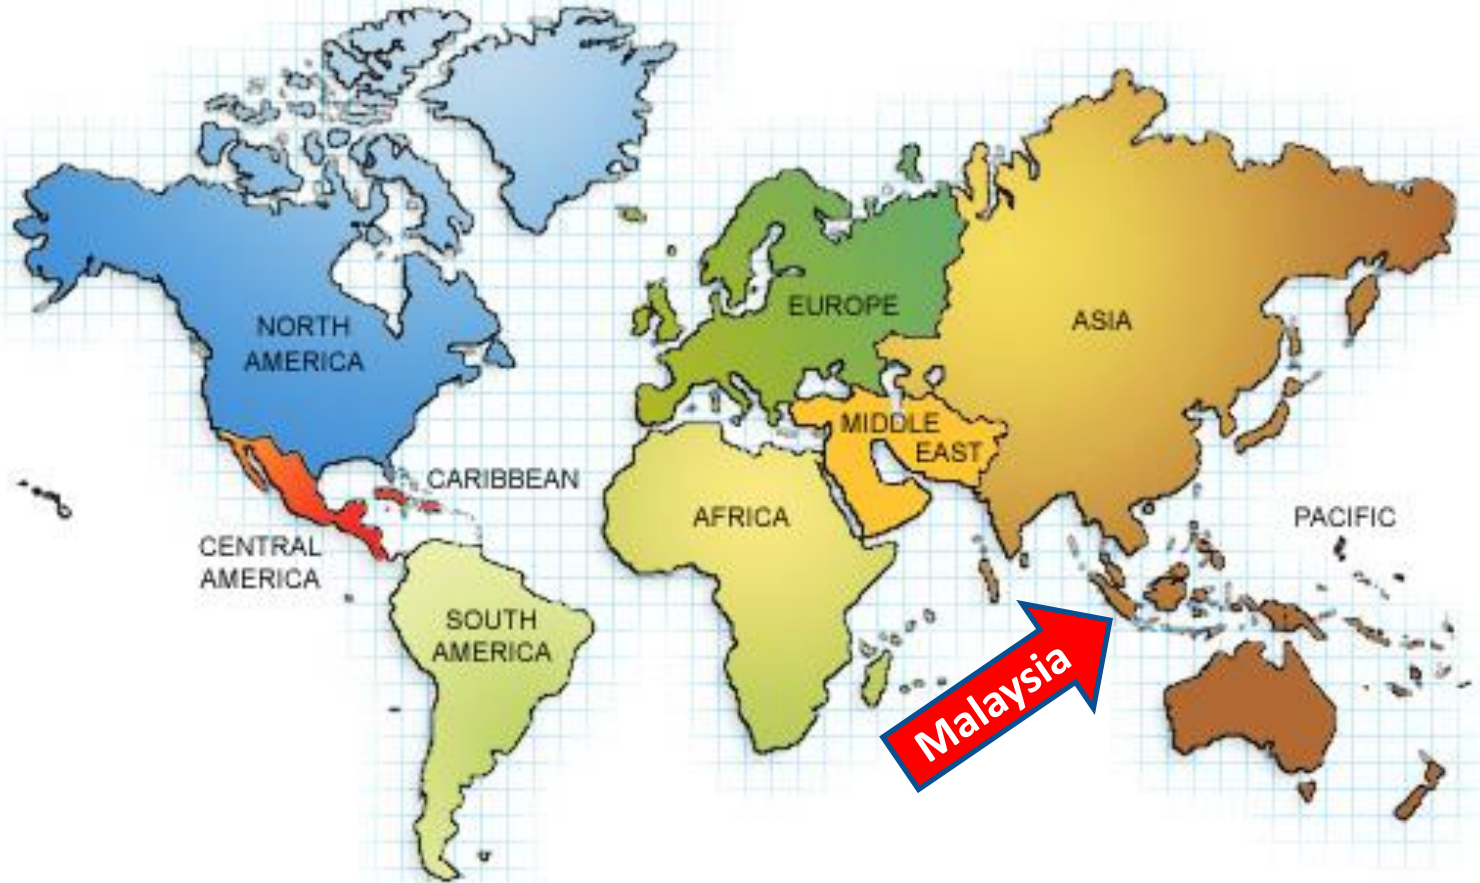 NORTH
AMERICA
EUROPE
ASIA
MIDDLE
EAST
CARIBBEAN
AFRICA
PACIFIC
CENTRAL
AMERICA
SOUTH
AMERICA
Malaysia